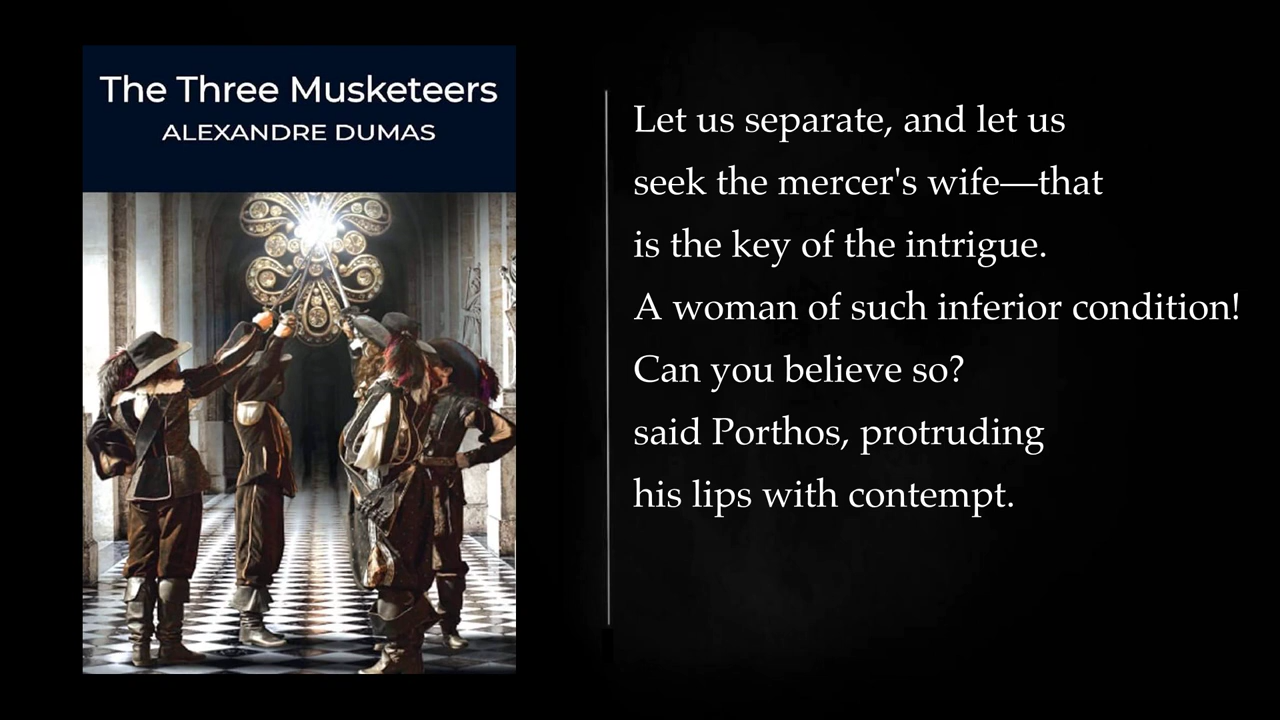 The Three Musketeers
ALEXANDRE DUMAS
Let us separate, and let us
seek the mercer's wife—that
is the key of the intrigue.
A woman of such inferior condition!
Can you believe so?
said Porthos, protruding
his lips with contempt.